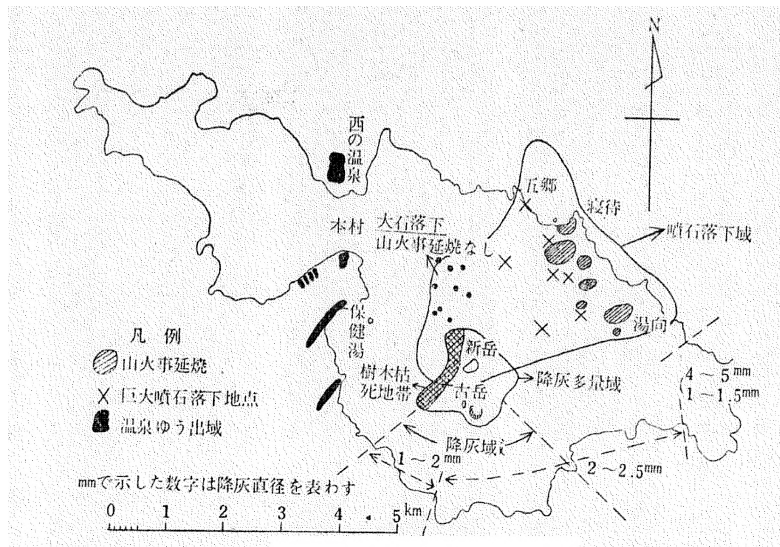 N
西の温泉
五郷
寝待
本村
大石落下
山火事延焼なし
噴石落下域
保健湯
湯向
凡例
山火事延焼
巨大噴石落下地点
温泉ゆう出域
新岳
樹木枯
死地帯
古岳
降灰多量域
4～5mm
1～1.5mm
降灰域
1～2mm
2～2.5mm
mmで示した数字は降灰直径を表わす
0 1 2 3 4 5 km